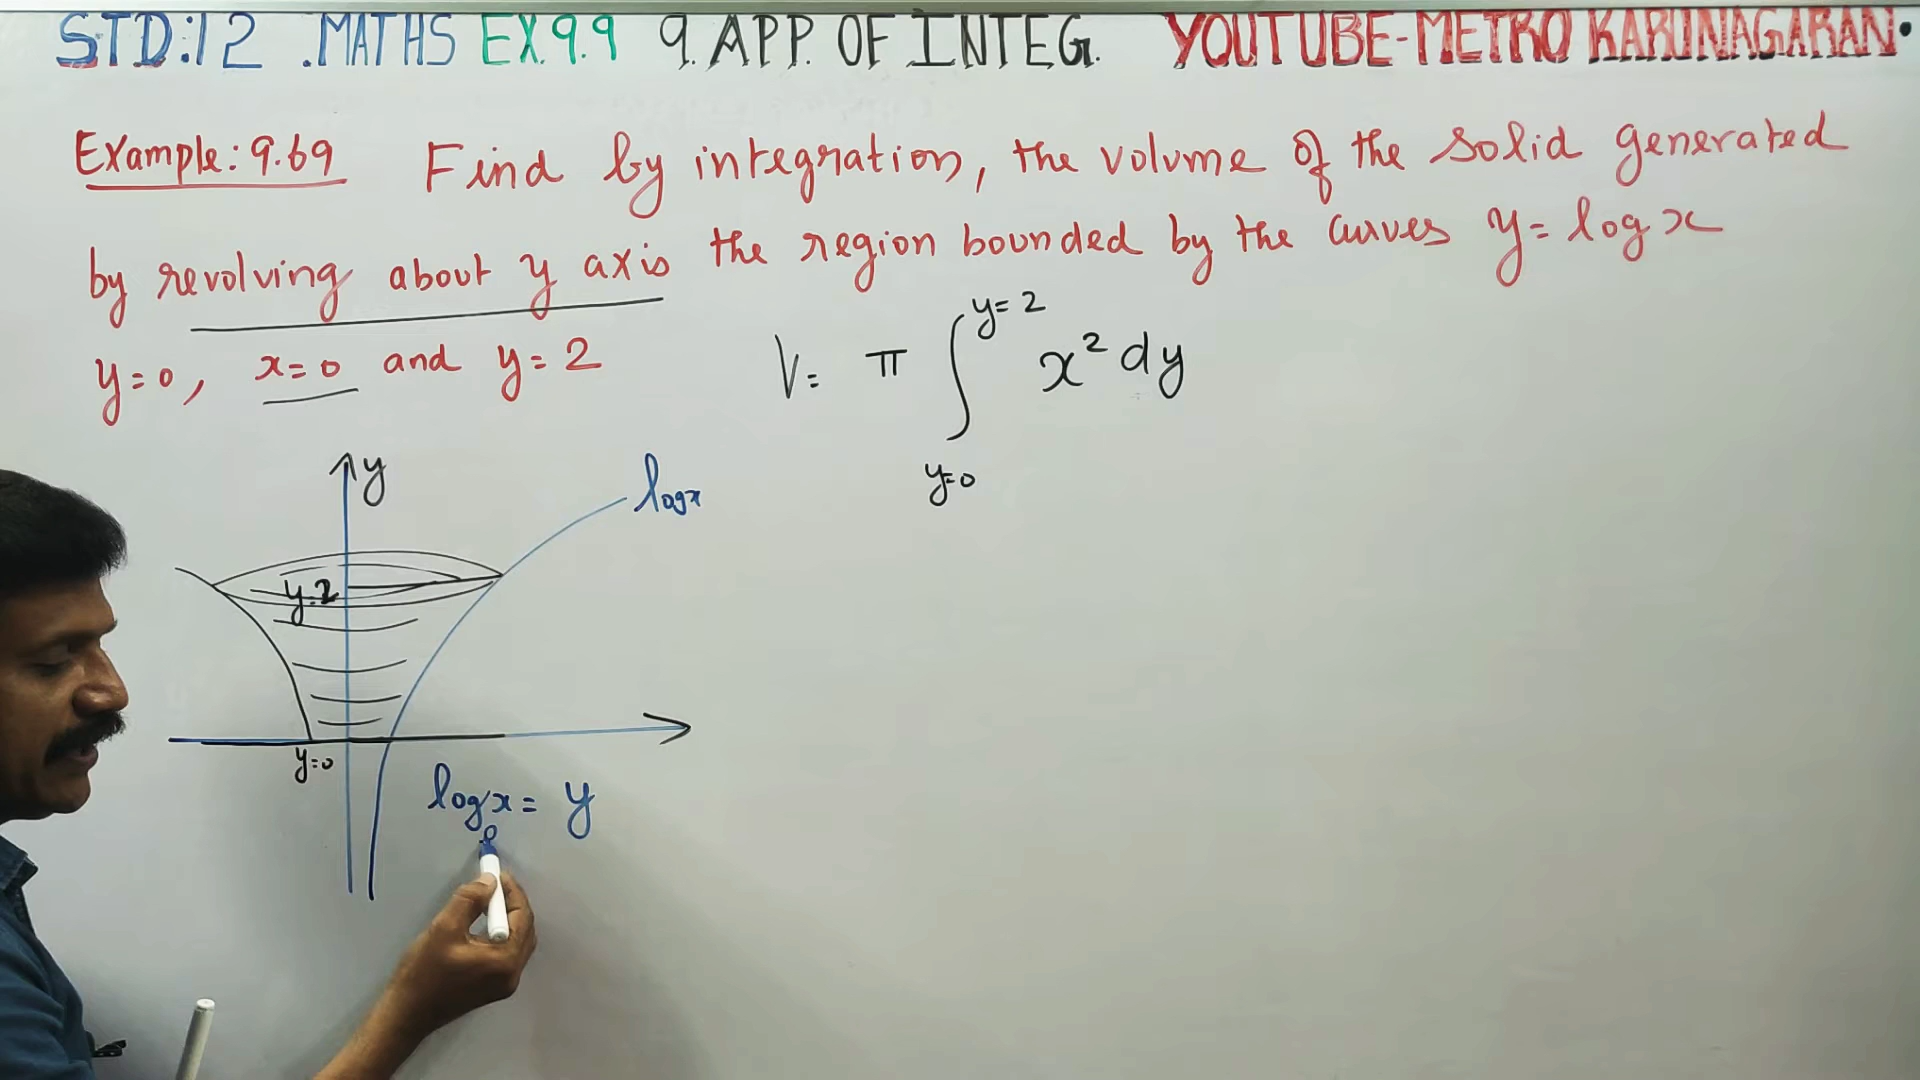 STD:12 .MATHS EX.9.9 9.APP. OF INTEG. YOUTUBE-METRO KARUNAGARAN.
Example: 9.69 Find by integration, the volume of the solid generated
by revolving about y axis the region bounded by the curves y = log x
y=0, x=0 and y=2
V = π ∫ y=0 y=2 x² dy
y
log x
y=2
y=0
log x = y
e